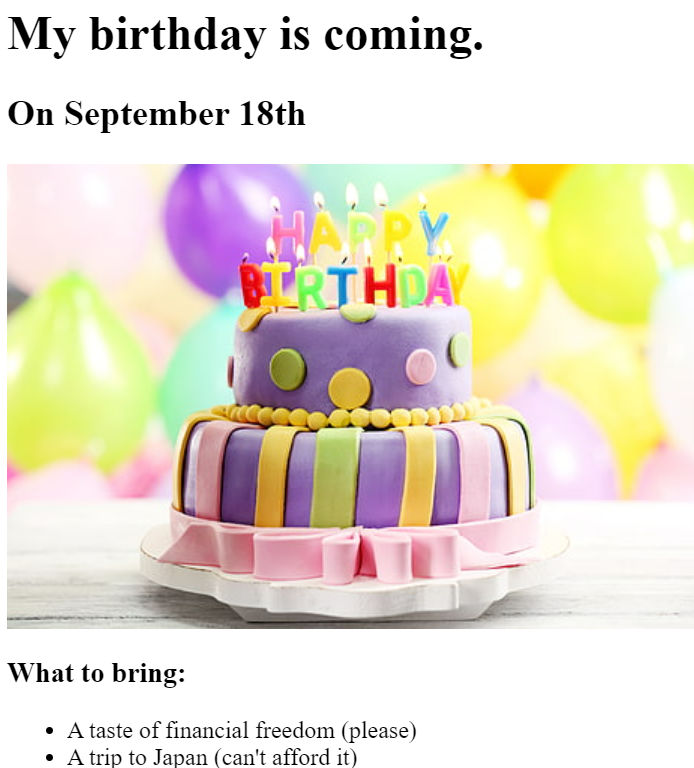 My birthday is coming.
On September 18th
HAPPY
BIRTHDAY
What to bring:
A taste of financial freedom (please)
A trip to Japan (can't afford it)